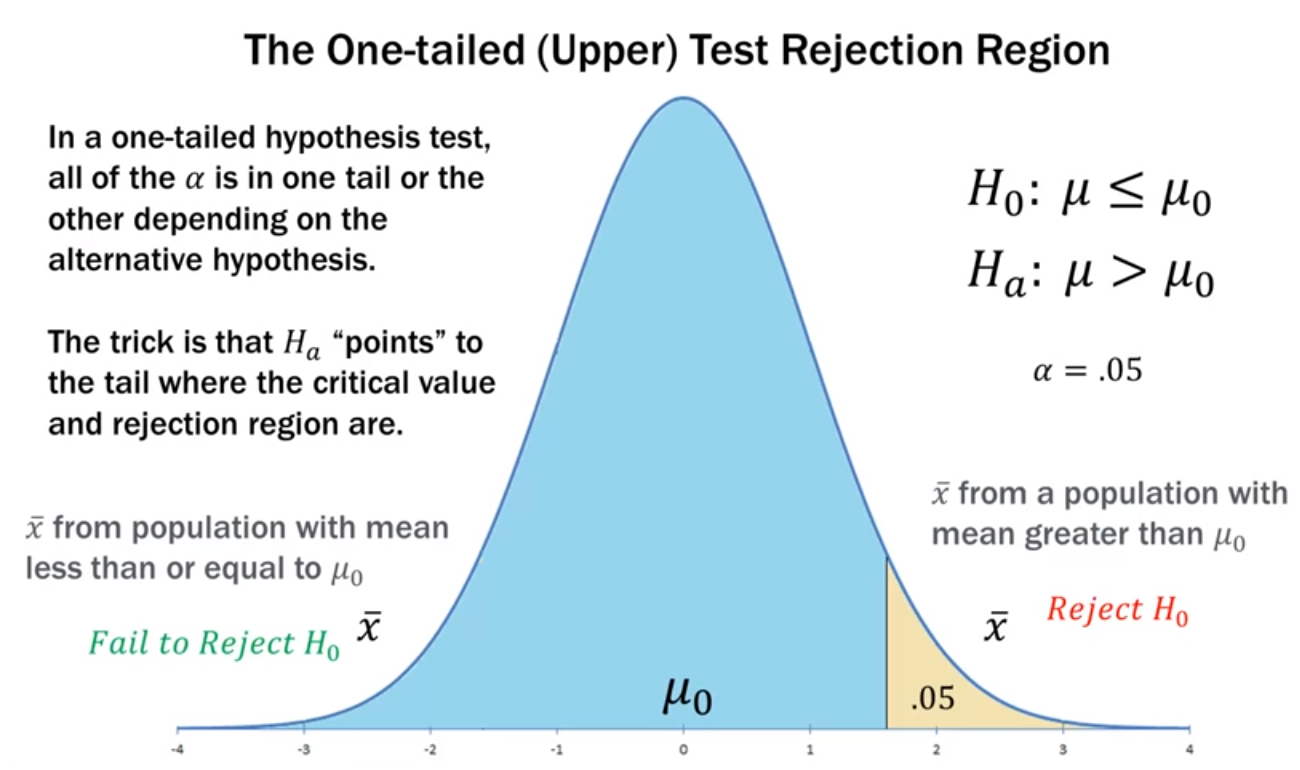 The One-tailed (Upper) Test Rejection Region
In a one-tailed hypothesis test,
all of the α is in one tail or the
other depending on the
alternative hypothesis.
The trick is that Hₐ “points” to
the tail where the critical value
and rejection region are.
H₀: μ ≤ μ₀
Hₐ: μ > μ₀
α = .05
x̄ from population with mean
less than or equal to μ₀
Fail to Reject H₀ x̄
x̄ from a population with
mean greater than μ₀
x̄ Reject H₀
μ₀
.05
-4 -3 -2 -1 0 1 2 3 4